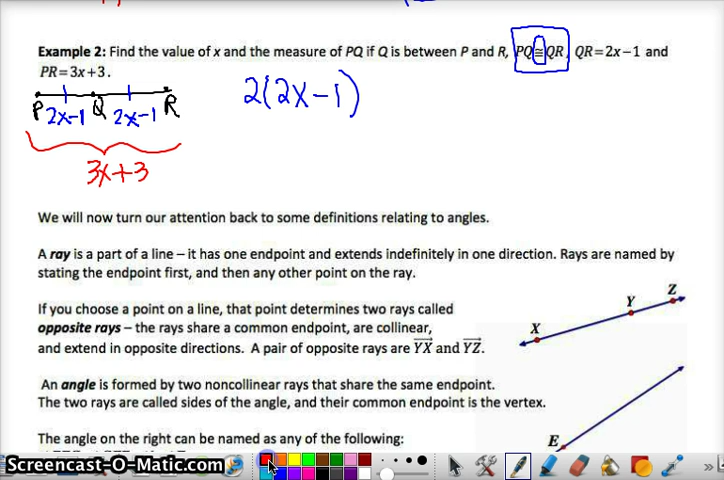 Example 2: Find the value of x and the measure of PQ if Q is between P and R, PQ≅QR, QR=2x−1 and
PR=3x+3.
2(2x−1)
P Q R
2x−1 2x−1
3x+3
We will now turn our attention back to some definitions relating to angles.
A ray is a part of a line – it has one endpoint and extends indefinitely in one direction. Rays are named by
stating the endpoint first, and then any other point on the ray.
If you choose a point on a line, that point determines two rays called
opposite rays – the rays share a common endpoint, are collinear,
and extend in opposite directions. A pair of opposite rays are YX and YZ.
X Y Z
An angle is formed by two noncollinear rays that share the same endpoint.
The two rays are called sides of the angle, and their common endpoint is the vertex.
The angle on the right can be named as any of the following:
E
Screencast-O-Matic.com